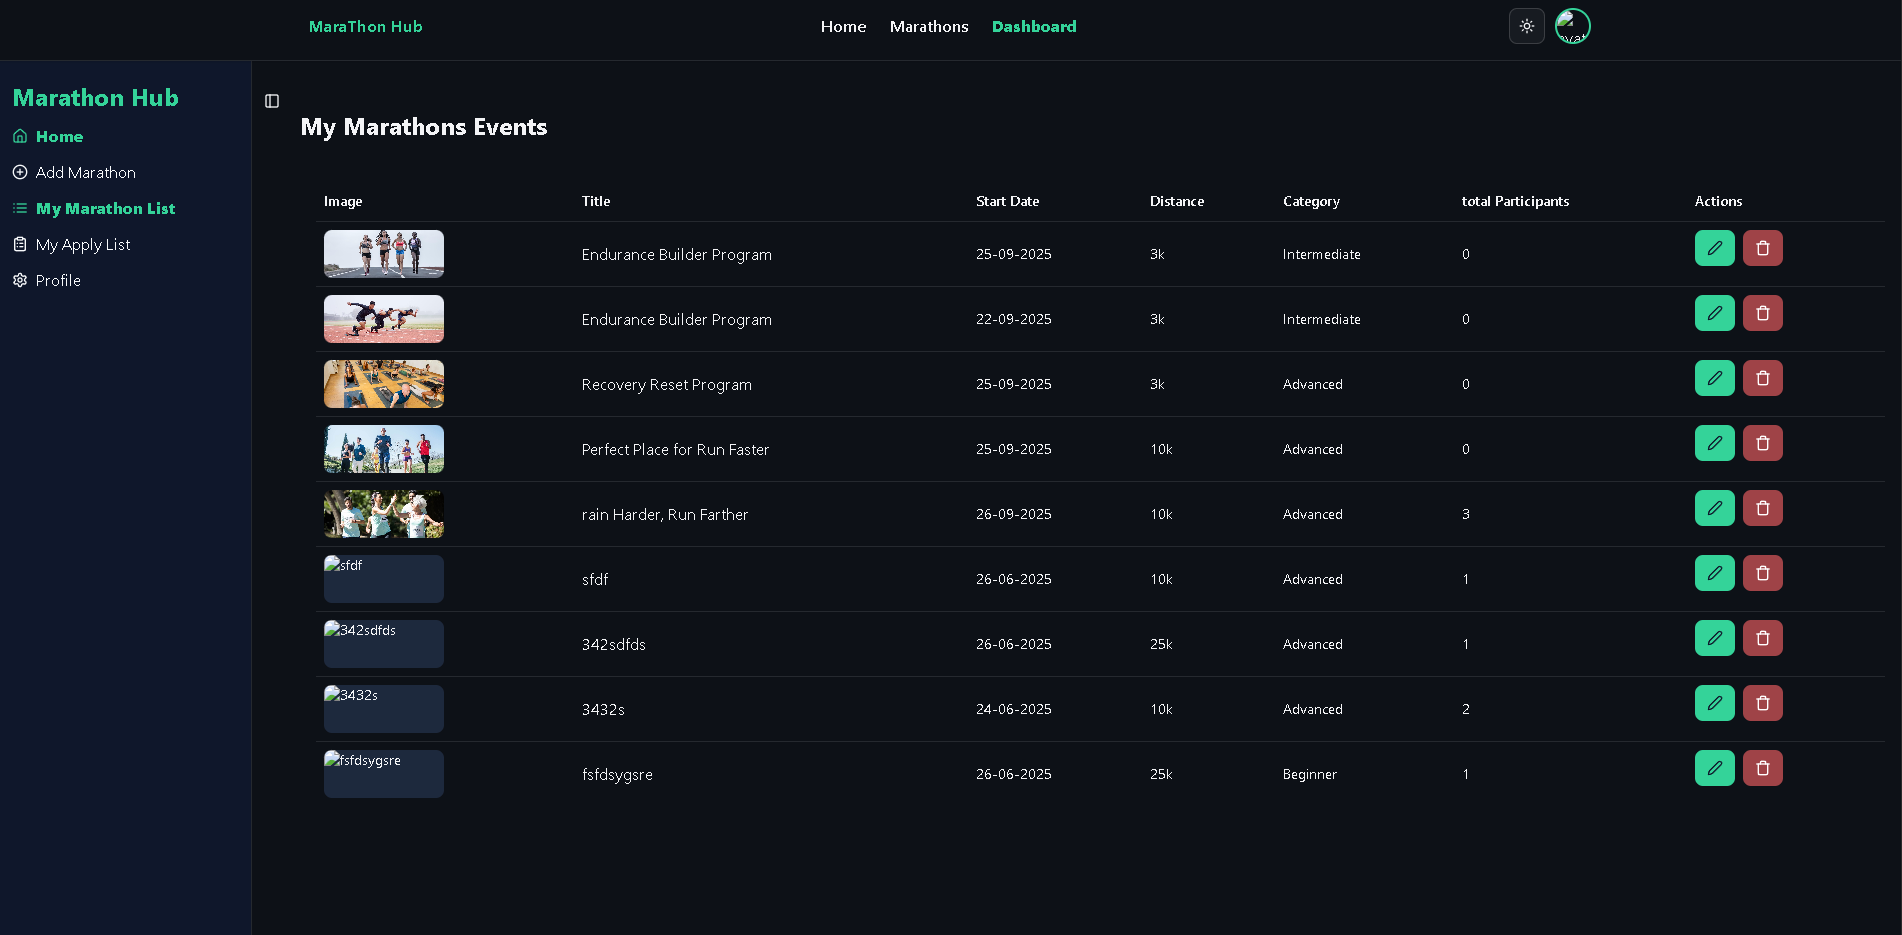 MaraThon Hub Home Marathons Dashboard
Marathon Hub
Home
Add Marathon
My Marathon List
My Apply List
Profile
My Marathons Events
Image Title Start Date Distance Category total Participants Actions
Endurance Builder Program 25-09-2025 3k Intermediate 0
Endurance Builder Program 22-09-2025 3k Intermediate 0
Recovery Reset Program 25-09-2025 3k Advanced 0
Perfect Place for Run Faster 25-09-2025 10k Advanced 0
rain Harder, Run Farther 26-09-2025 10k Advanced 3
sfdf sfdf 26-06-2025 10k Advanced 1
342sdfds 342sdfds 26-06-2025 25k Advanced 1
3432s 3432s 24-06-2025 10k Advanced 2
fsfdsygsre fsfdsygsre 26-06-2025 25k Beginner 1